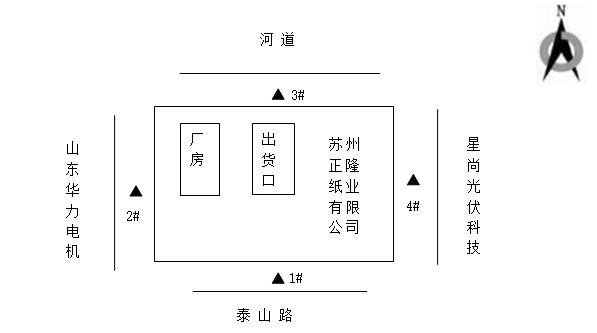 N
河道
▲ 3#
厂房
出货口
苏州正隆纸业有限公司
山东华力电机
▲ 2#
▲ 4#
星尚光伏科技
▲ 1#
泰山路